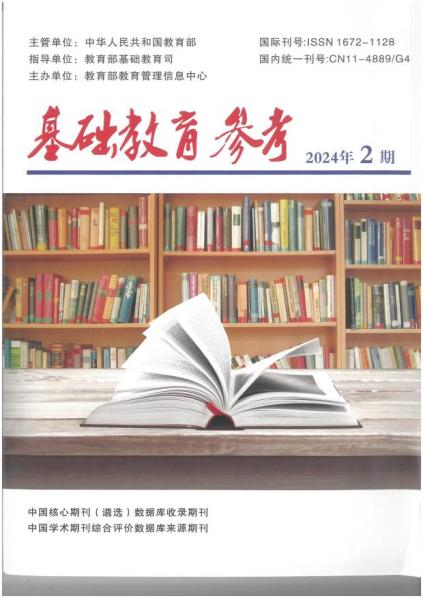 主管单位：中华人民共和国教育部
指导单位：教育部基础教育司
主办单位：教育部教育管理信息中心
国际刊号:ISSN 1672-1128
国内统一刊号:CN11-4889/G4
基础教育参考
2024年 2 期
中国核心期刊（遴选）数据库收录期刊
中国学术期刊综合评价数据库来源期刊